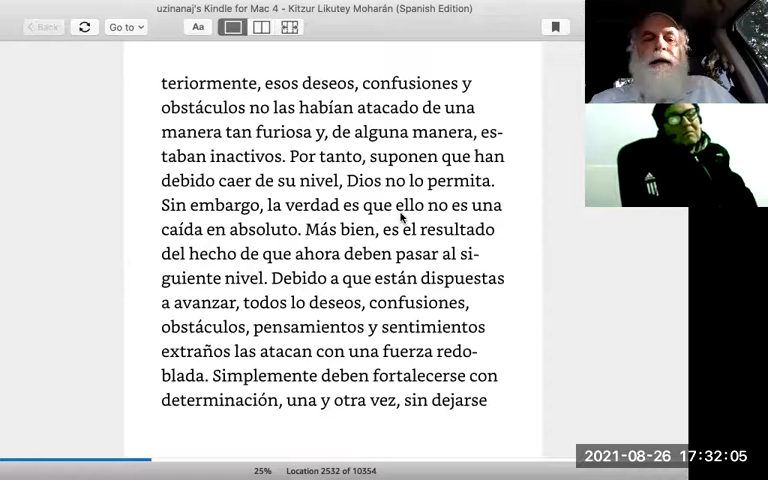 uzinanaj's Kindle for Mac 4 - Kitzur Likutey Moharán (Spanish Edition)
< Back
Go to
Aa
teriormente, esos deseos, confusiones y
obstáculos no las habían atacado de una
manera tan furiosa y, de alguna manera, es-
taban inactivos. Por tanto, suponen que han
debido caer de su nivel, Dios no lo permita.
Sin embargo, la verdad es que ello no es una
caída en absoluto. Más bien, es el resultado
del hecho de que ahora deben pasar al si-
guiente nivel. Debido a que están dispuestas
a avanzar, todos lo deseos, confusiones,
obstáculos, pensamientos y sentimientos
extraños las atacan con una fuerza redo-
blada. Simplemente deben fortalecerse con
determinación, una y otra vez, sin dejarse
25% Location 2532 of 10354
2021-08-26 17:32:05